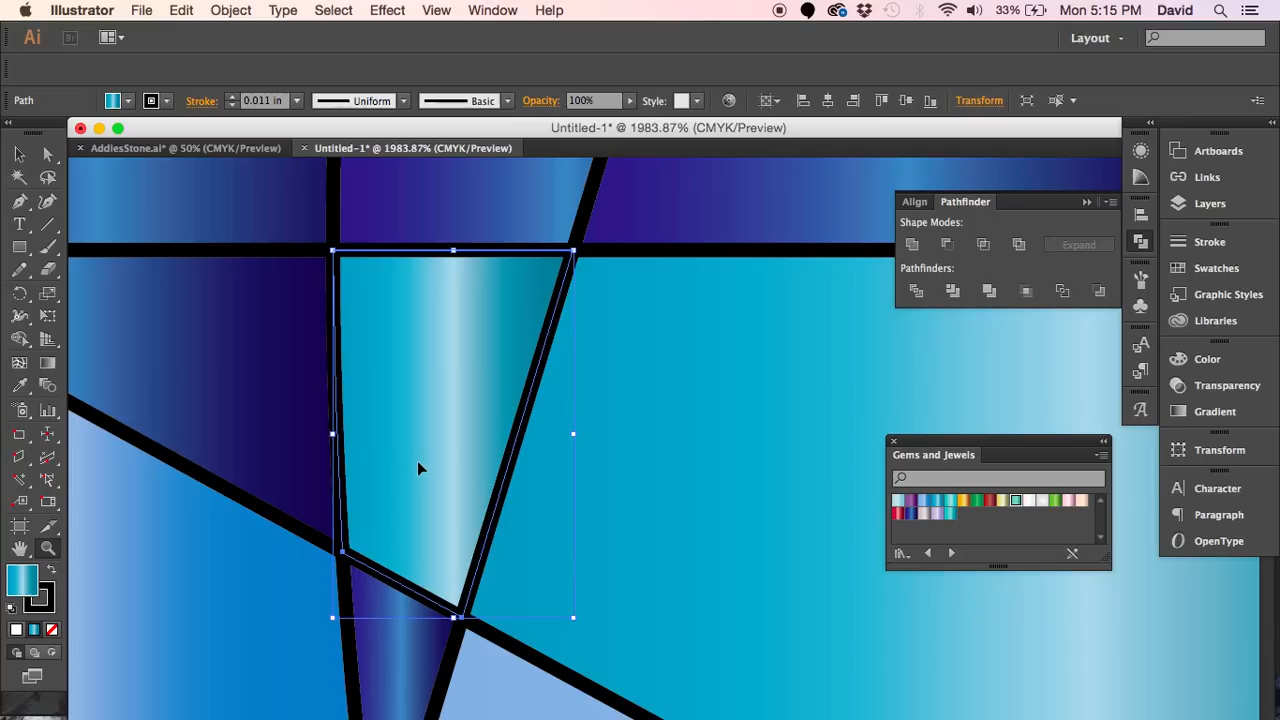 Illustrator File Edit Object Type Select Effect View Window Help 33% Mon 5:15 PM David
Ai Br Layout
Path Stroke: 0.011 in Uniform Basic Opacity: 100% Style: Transform
Untitled-1* @ 1983.87% (CMYK/Preview)
AddiesStone.ai* @ 50% (CMYK/Preview) Untitled-1* @ 1983.87% (CMYK/Preview)
Align Pathfinder
Shape Modes:
Expand
Pathfinders:
Gems and Jewels
Artboards
Links
Layers
Stroke
Swatches
Graphic Styles
Libraries
Color
Transparency
Gradient
Transform
Character
Paragraph
OpenType